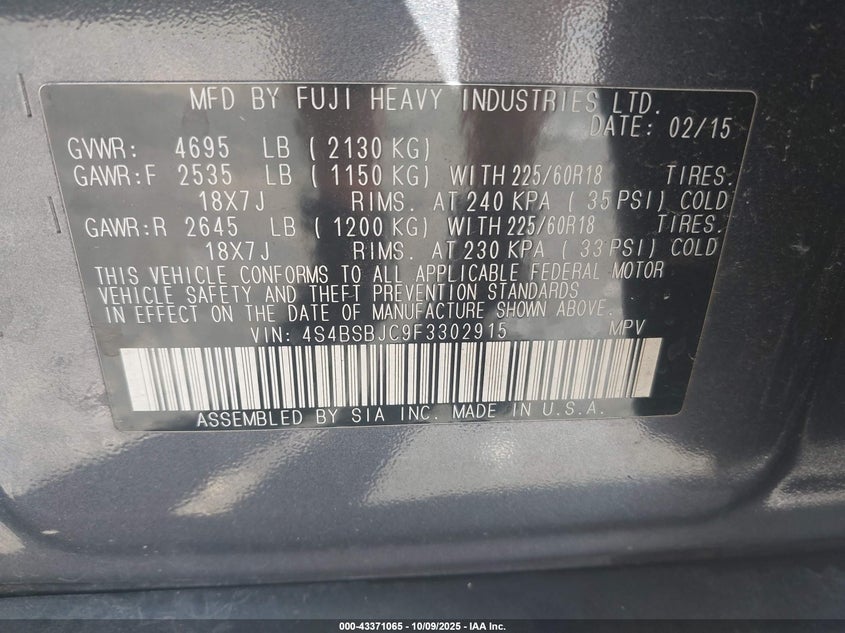 MFD BY FUJI HEAVY INDUSTRIES LTD.
DATE: 02/15
GVWR: 4695 LB ( 2130 KG)
GAWR:F 2535 LB ( 1150 KG) WITH 225/60R18 TIRES.
18X7J RIMS. AT 240 KPA ( 35 PSI) COLD
GAWR:R 2645 LB ( 1200 KG) WITH 225/60R18 TIRES.
18X7J RIMS. AT 230 KPA ( 33 PSI) COLD
THIS VEHICLE CONFORMS TO ALL APPLICABLE FEDERAL MOTOR
VEHICLE SAFETY AND THEFT PREVENTION STANDARDS
IN EFFECT ON THE DATE OF MANUFACTURE SHOWN ABOVE.
VIN: 4S4BSBJC9F3302915 MPV
ASSEMBLED BY SIA INC. MADE IN U.S.A.
000-43371065 - 10/09/2025 - IAA Inc.